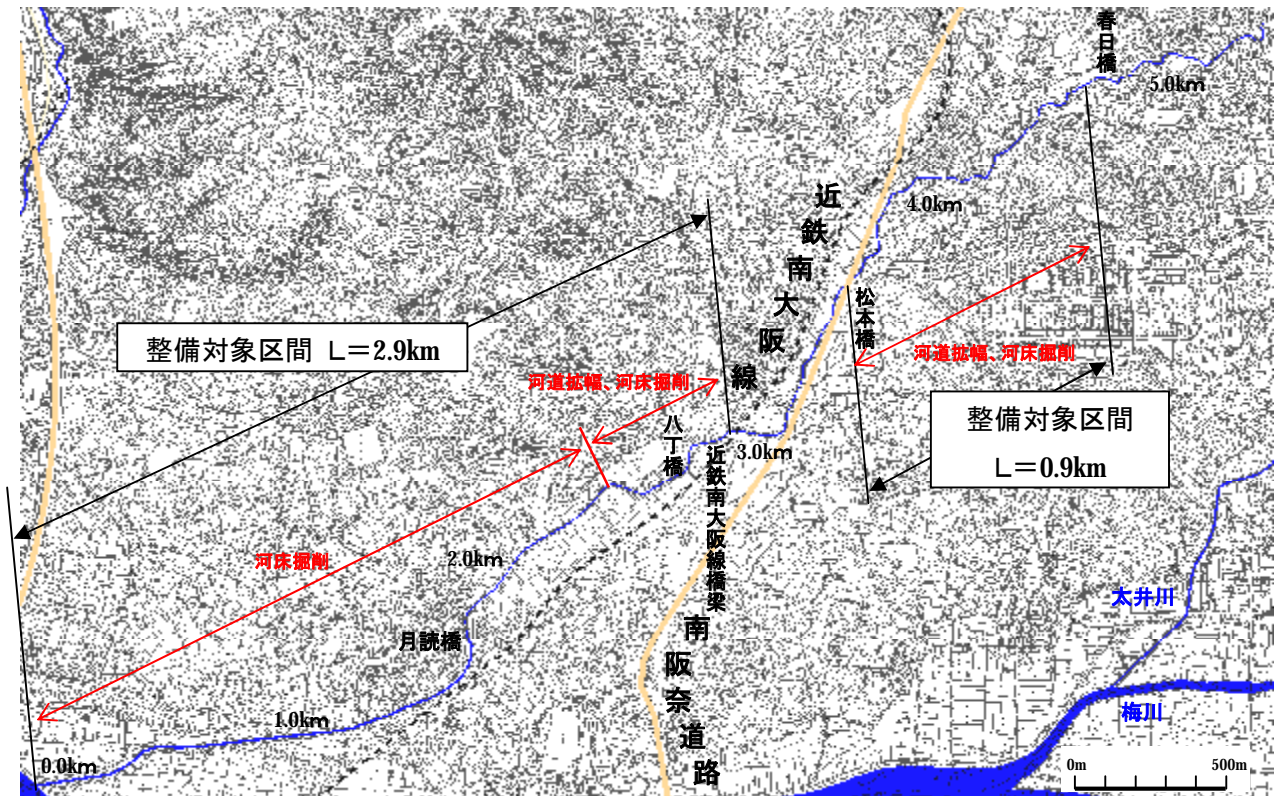 春日橋
5.0km
近鉄南大阪線
4.0km
松本橋
整備対象区間 L=2.9km
河道拡幅、河床掘削
河道拡幅、河床掘削
整備対象区間
L=0.9km
八丁橋
3.0km
近鉄南大阪線橋梁
河床掘削
2.0km
太井川
月読橋
南阪奈道路
梅川
1.0km
0.0km
0m 500m